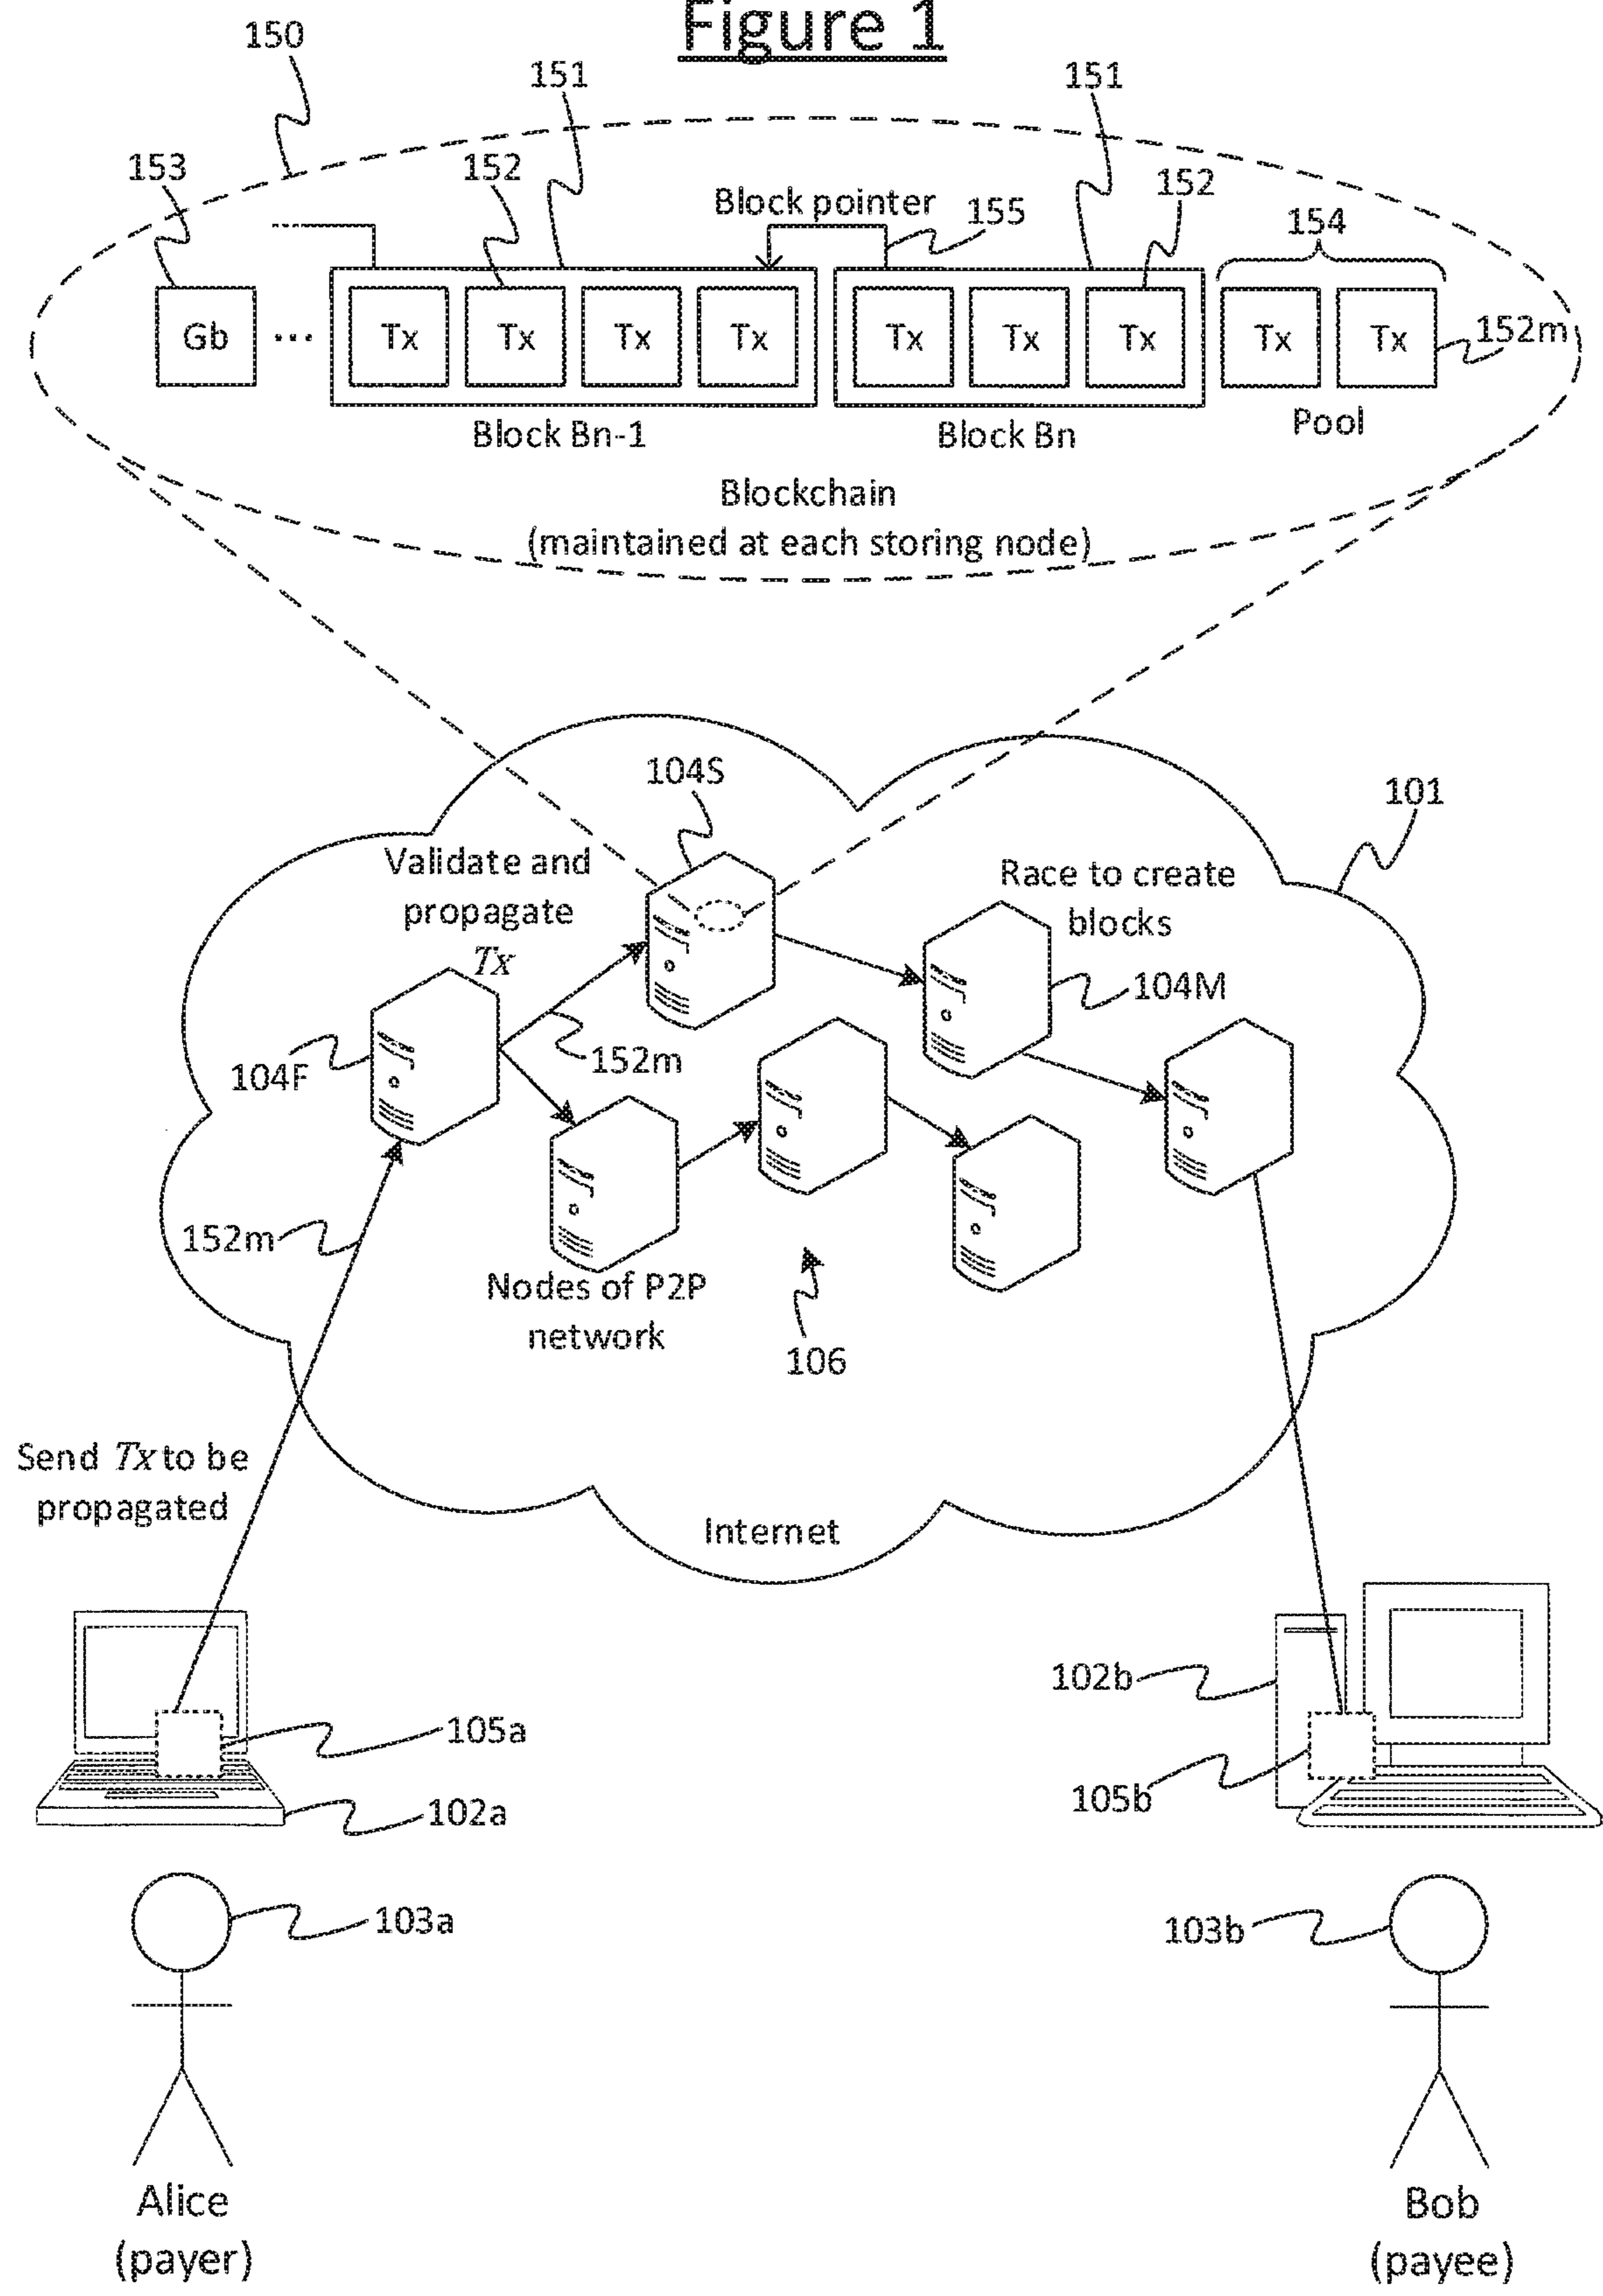 Figure 1
150
151
151
153
152
152
Block pointer
155
154
Gb
...
Tx
Tx
Tx
Tx
Tx
Tx
Tx
Tx
Tx
152m
Block Bn-1
Block Bn
Pool
Blockchain
(maintained at each storing node)
104S
101
Validate and
propagate
Tx
Race to create
blocks
104M
104F
152m
152m
Nodes of P2P
network
106
Send Tx to be
propagated
Internet
102b
105a
105b
102a
103a
103b
Alice
(payer)
Bob
(payee)